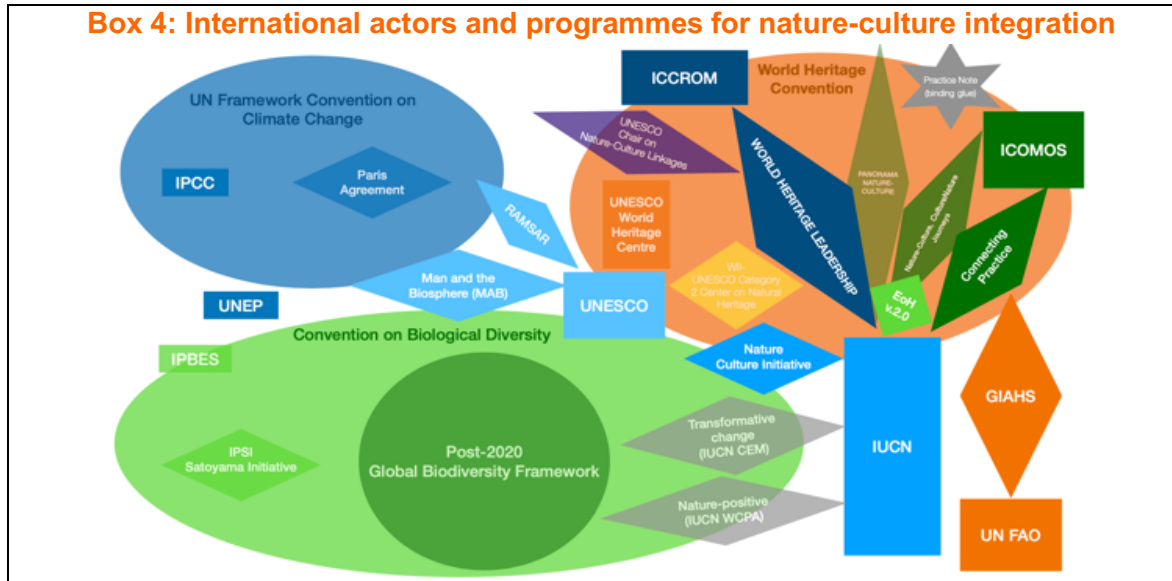 Box 4: International actors and programmes for nature-culture integration
UN Framework Convention on
Climate Change
IPCC
Paris
Agreement
RAMSAR
UNEP
Man and the
Biosphere (MAB)
UNESCO
ICCROM
World Heritage
Convention
Practice Note
(binding glue)
UNESCO
Chair on
Nature-Culture Linkages
UNESCO
World
Heritage
Centre
WORLD HERITAGE LEADERSHIP
PANORAMA
NATURE-
CULTURE
Nature-Culture, CultureNature
Journeys
ICOMOS
Connecting
Practice
WII-
UNESCO Category
2 Center on Natural
Heritage
EoH
v.2.0
Convention on Biological Diversity
IPBES
IPSI
Satoyama Initiative
Post-2020
Global Biodiversity Framework
Nature
Culture Initiative
Transformative
change
(IUCN CEM)
Nature-positive
(IUCN WCPA)
IUCN
GIAHS
UN FAO